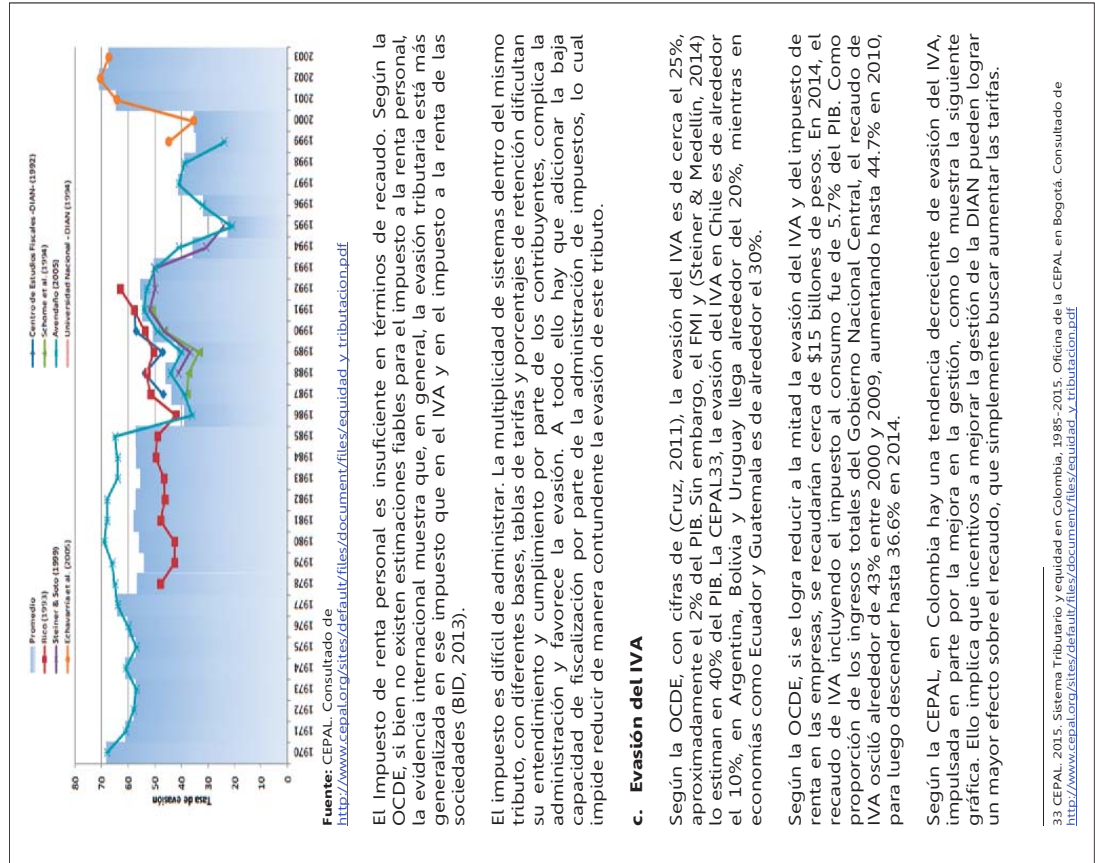 Promedio
Rico (1993)
Steiner & Soto (1999)
Echavarria et al. (2005)
Centro de Estudios Fiscales -DIAN- (1992)
Schome et al. (1994)
Avendaño (2005)
Universidad Nacional -DIAN (1994)
Tasa de evasión
80
70
60
50
40
30
20
10
0
1970 1971 1972 1973 1974 1975 1976 1977 1978 1979 1980 1981 1982 1983 1984 1985 1986 1987 1988 1989 1990 1991 1992 1993 1994 1995 1996 1997 1998 1999 2000 2001 2002 2003
Fuente: CEPAL. Consultado de
http://www.cepal.org/sites/default/files/document/files/equidad_y_tributacion.pdf
El Impuesto de renta personal es insuficiente en términos de recaudo. Según la
OCDE, si bien no existen estimaciones fiables para el impuesto a la renta personal,
la evidencia internacional muestra que, en general, la evasión tributaria está más
generalizada en ese impuesto que en el IVA y en el impuesto a la renta de las
sociedades (BID, 2013).
El impuesto es difícil de administrar. La multiplicidad de sistemas dentro del mismo
tributo, con diferentes bases, tablas de tarifas y porcentajes de retención dificultan
su entendimiento y cumplimiento por parte de los contribuyentes, complica la
administración y favorece la evasión. A todo ello hay que adicionar la baja
capacidad de fiscalización por parte de la administración de impuestos, lo cual
impide reducir de manera contundente la evasión de este tributo.
c. Evasión del IVA
Según la OCDE, con cifras de (Cruz, 2011), la evasión del IVA es de cerca el 25%,
aproximadamente el 2% del PIB. Sin embargo, el FMI y (Steiner & Medellín, 2014)
lo estiman en 40% del PIB. La CEPAL33, la evasión del IVA en Chile es de alrededor
el 10%, en Argentina, Bolivia y Uruguay llega alrededor del 20%, mientras en
economías como Ecuador y Guatemala es de alrededor el 30%.
Según la OCDE, si se logra reducir a la mitad la evasión del IVA y del impuesto de
renta en las empresas, se recaudarían cerca de $15 billones de pesos. En 2014, el
recaudo de IVA incluyendo el impuesto al consumo fue de 5.7% del PIB. Como
proporción de los ingresos totales del Gobierno Nacional Central, el recaudo de
IVA osciló alrededor de 43% entre 2000 y 2009, aumentando hasta 44.7% en 2010,
para luego descender hasta 36.6% en 2014.
Según la CEPAL, en Colombia hay una tendencia decreciente de evasión del IVA,
impulsada en parte por la mejora en la gestión, como lo muestra la siguiente
gráfica. Ello implica que incentivos a mejorar la gestión de la DIAN pueden lograr
un mayor efecto sobre el recaudo, que simplemente buscar aumentar las tarifas.
33 CEPAL. 2015. Sistema Tributario y equidad en Colombia, 1985-2015. Oficina de la CEPAL en Bogotá. Consultado de
http://www.cepal.org/sites/default/files/document/files/equidad_y_tributacion.pdf